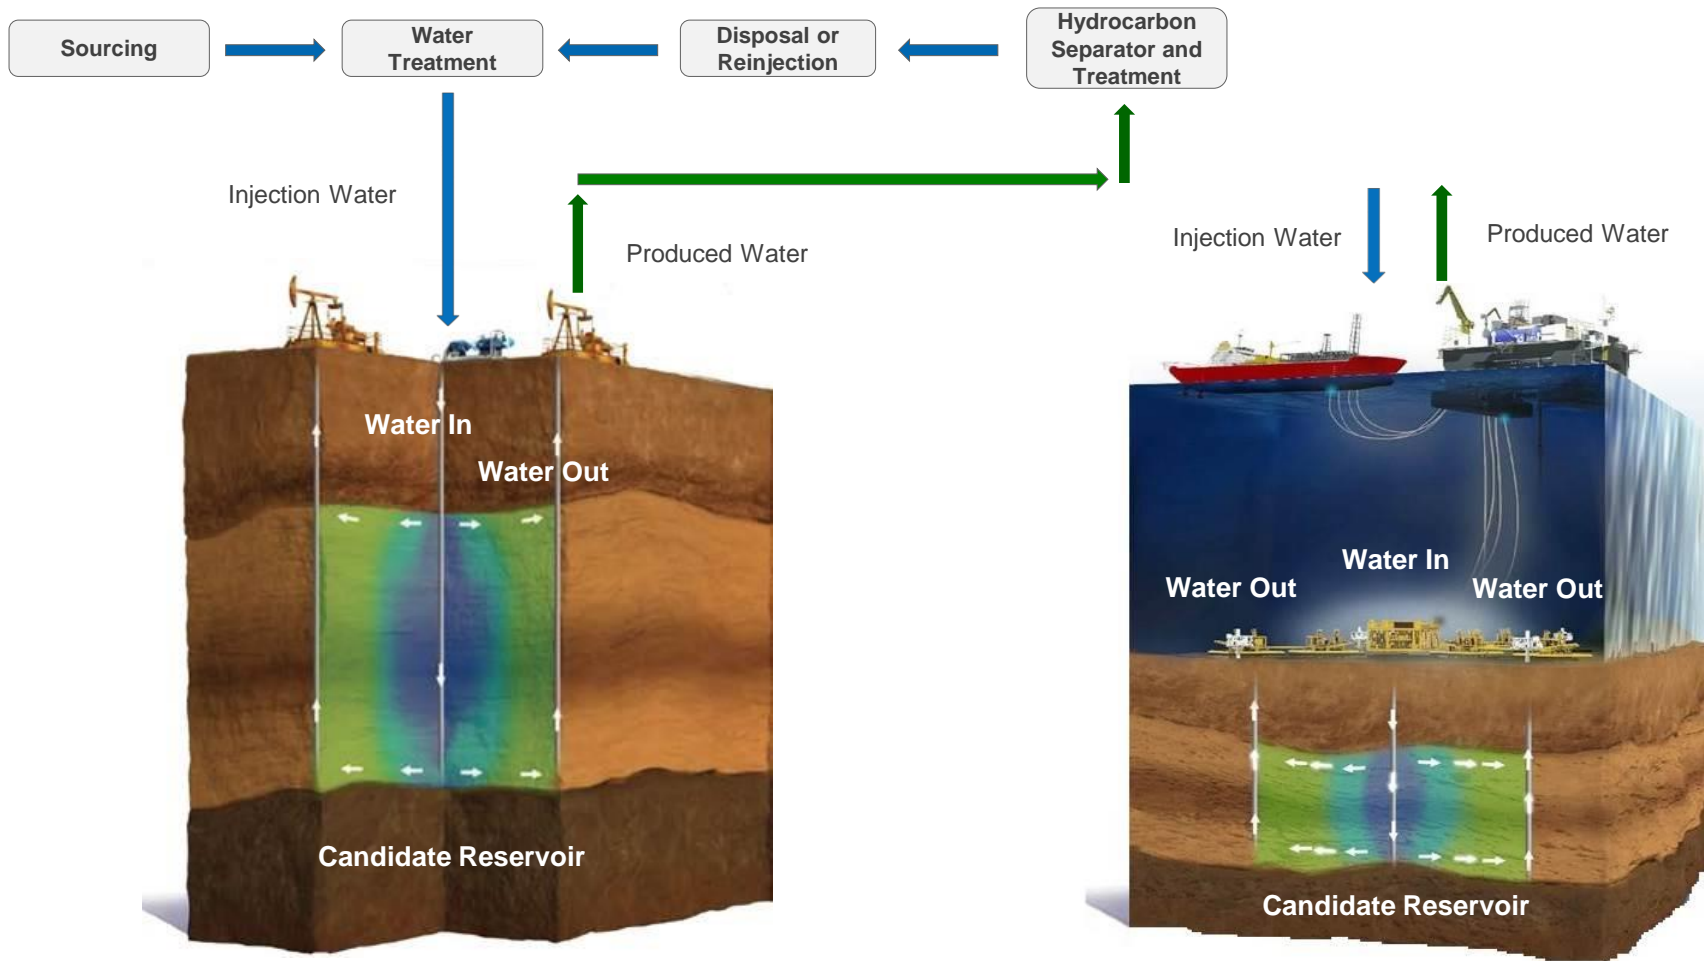 Sourcing
Water
Treatment
Disposal or
Reinjection
Hydrocarbon
Separator and
Treatment
Injection Water
Produced Water
Injection Water
Produced Water
Water In
Water Out
Water In
Water Out
Water Out
Candidate Reservoir
Candidate Reservoir